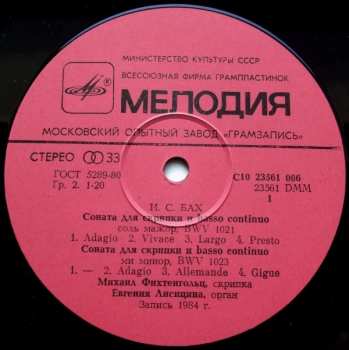 МИНИСТЕРСТВО КУЛЬТУРЫ СССР
ВСЕСОЮЗНАЯ ФИРМА ГРАМПЛАСТИНОК
МЕЛОДИЯ
МОСКОВСКИЙ ОПЫТНЫЙ ЗАВОД «ГРАМЗАПИСЬ»
СТЕРЕО 33
ГОСТ 5289-80
Гр. 2. 1-20
С10 23561 006
23561 DMM
1
И. С. БАХ
Соната для скрипки и basso continuo
соль мажор, BWV 1021
1. Adagio 2. Vivace 3. Largo 4. Presto
Соната для скрипки и basso continuo
ми минор, BWV 1023
1. — 2. Adagio 3. Allemande 4. Gigue
Михаил Фихтенгольц, скрипка
Евгения Лисицина, орган
Запись 1984 г.